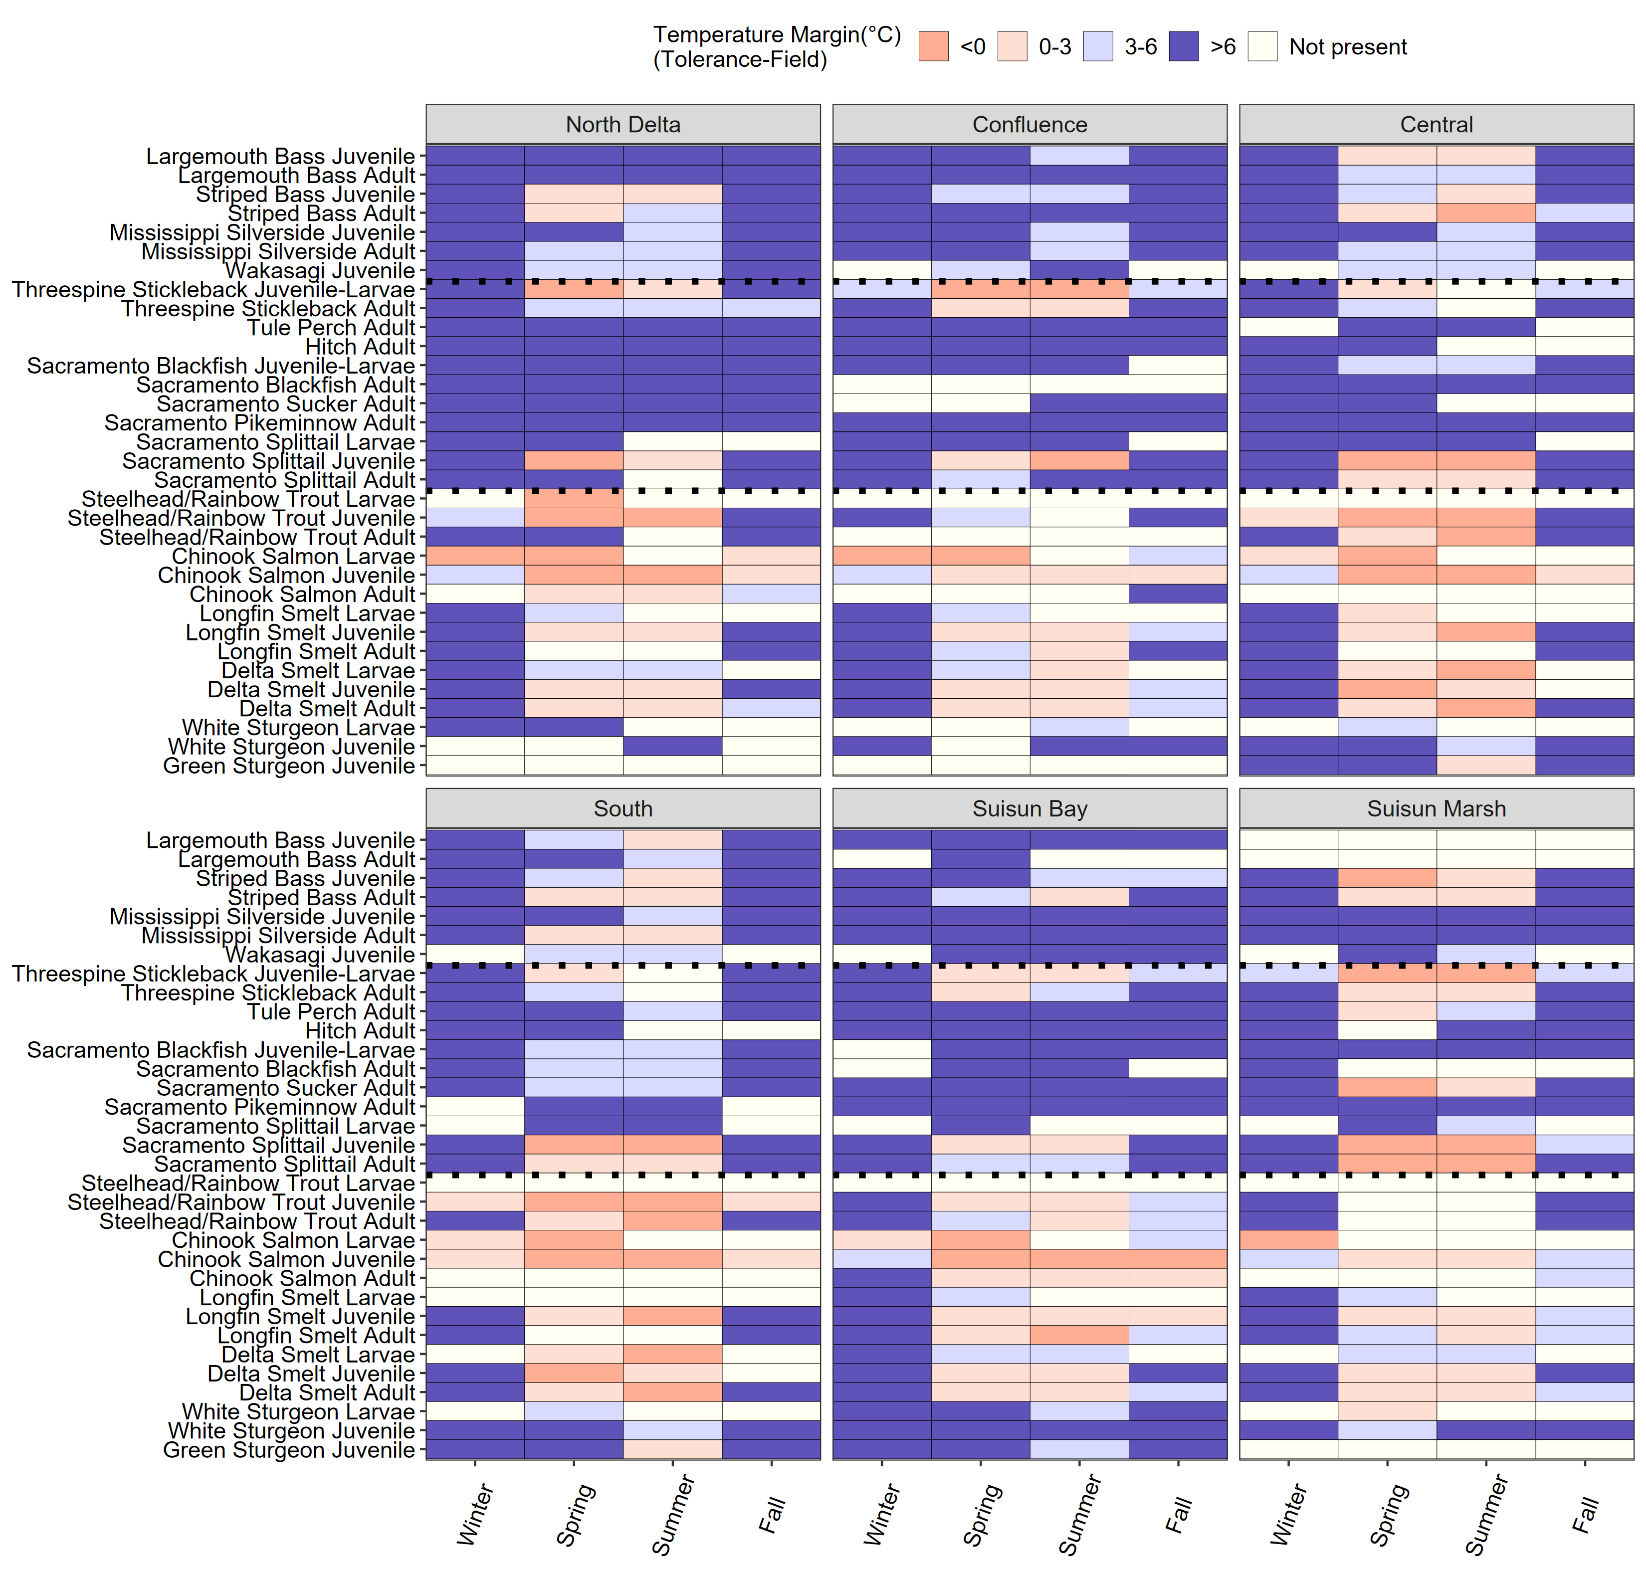 Temperature Margin(°C)
(Tolerance-Field)
<0
0-3
3-6
>6
Not present
North Delta
Confluence
Central
Largemouth Bass Juvenile
Largemouth Bass Adult
Striped Bass Juvenile
Striped Bass Adult
Mississippi Silverside Juvenile
Mississippi Silverside Adult
Wakasagi Juvenile
Threespine Stickleback Juvenile-Larvae
Threespine Stickleback Adult
Tule Perch Adult
Hitch Adult
Sacramento Blackfish Juvenile-Larvae
Sacramento Blackfish Adult
Sacramento Sucker Adult
Sacramento Pikeminnow Adult
Sacramento Splittail Larvae
Sacramento Splittail Juvenile
Sacramento Splittail Adult
Steelhead/Rainbow Trout Larvae
Steelhead/Rainbow Trout Juvenile
Steelhead/Rainbow Trout Adult
Chinook Salmon Larvae
Chinook Salmon Juvenile
Chinook Salmon Adult
Longfin Smelt Larvae
Longfin Smelt Juvenile
Longfin Smelt Adult
Delta Smelt Larvae
Delta Smelt Juvenile
Delta Smelt Adult
White Sturgeon Larvae
White Sturgeon Juvenile
Green Sturgeon Juvenile
South
Suisun Bay
Suisun Marsh
Largemouth Bass Juvenile
Largemouth Bass Adult
Striped Bass Juvenile
Striped Bass Adult
Mississippi Silverside Juvenile
Mississippi Silverside Adult
Wakasagi Juvenile
Threespine Stickleback Juvenile-Larvae
Threespine Stickleback Adult
Tule Perch Adult
Hitch Adult
Sacramento Blackfish Juvenile-Larvae
Sacramento Blackfish Adult
Sacramento Sucker Adult
Sacramento Pikeminnow Adult
Sacramento Splittail Larvae
Sacramento Splittail Juvenile
Sacramento Splittail Adult
Steelhead/Rainbow Trout Larvae
Steelhead/Rainbow Trout Juvenile
Steelhead/Rainbow Trout Adult
Chinook Salmon Larvae
Chinook Salmon Juvenile
Chinook Salmon Adult
Longfin Smelt Larvae
Longfin Smelt Juvenile
Longfin Smelt Adult
Delta Smelt Larvae
Delta Smelt Juvenile
Delta Smelt Adult
White Sturgeon Larvae
White Sturgeon Juvenile
Green Sturgeon Juvenile
Winter
Spring
Summer
Fall
Winter
Spring
Summer
Fall
Winter
Spring
Summer
Fall